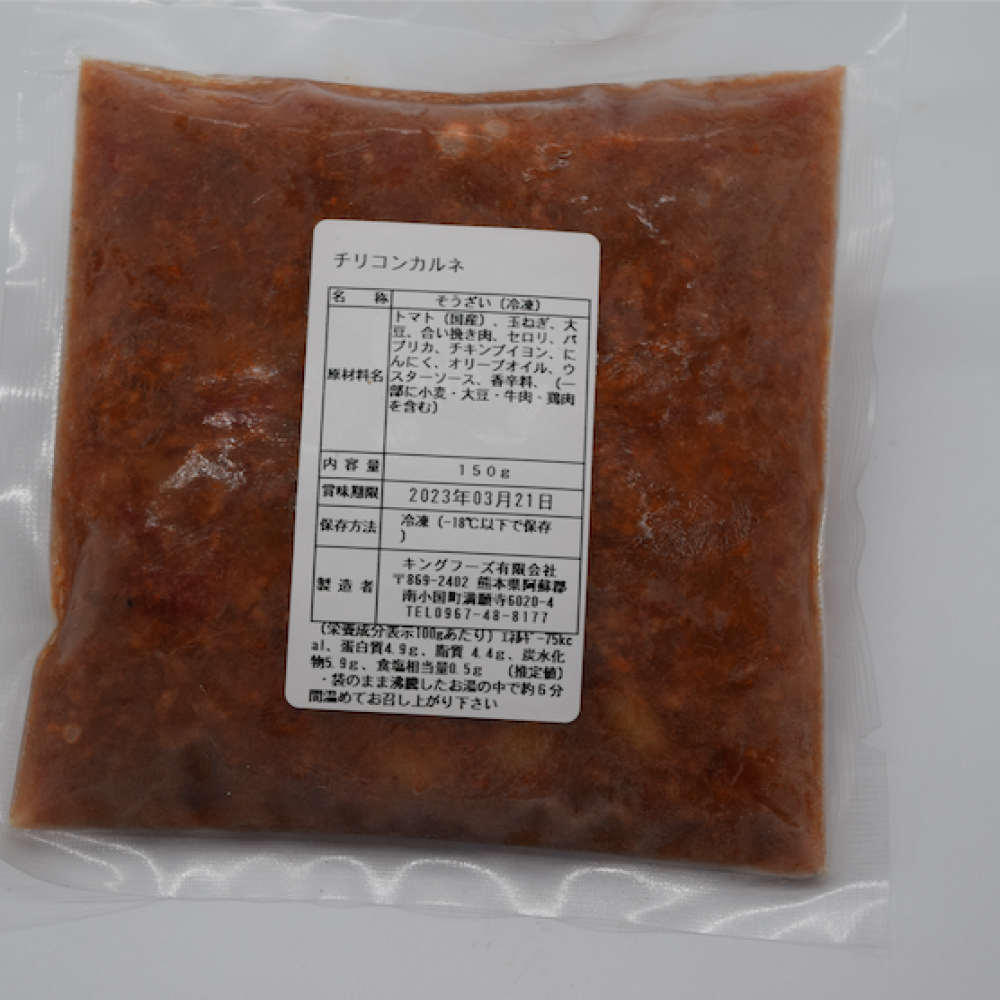 チリコンカルネ
名 称 そうざい（冷凍）
原材料名 トマト（国産）、玉ねぎ、大
豆、合い挽き肉、セロリ、パ
プリカ、チキンブイヨン、に
んにく、オリーブオイル、ウ
スターソース、香辛料、（一
部に小麦・大豆・牛肉・鶏肉
を含む）
内容量 150g
賞味期限 2023年03月21日
保存方法 冷凍（-18℃以下で保存
）
製造者 キングフーズ有限会社
〒869-2402 熊本県阿蘇郡
南小国町満願寺6020-4
TEL0967-48-8177
（栄養成分表示100gあたり）ｴﾈﾙｷﾞｰ75kc
al、蛋白質4.9g、脂質 4.4g、炭水化
物5.9g、食塩相当量0.5g （推定値）
・袋のまま沸騰したお湯の中で約6分
間温めてお召し上がり下さい